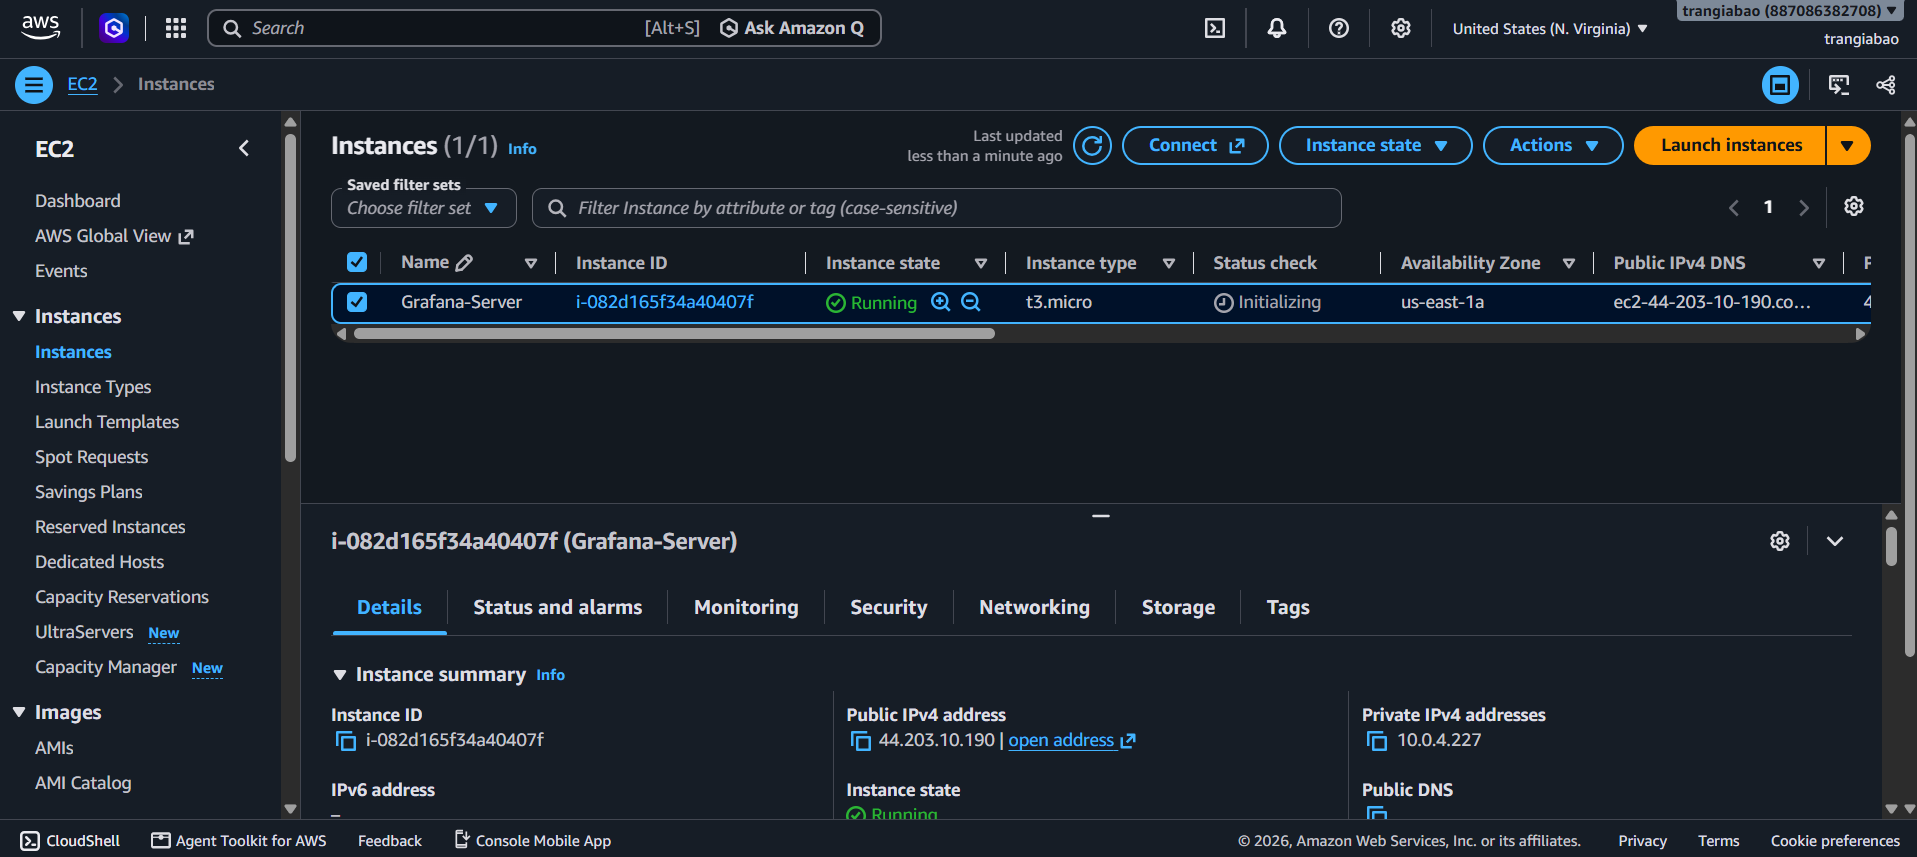 aws
Search [Alt+S] Ask Amazon Q
United States (N. Virginia)
trangiabao (887086382708)
trangiabao
EC2 Instances
EC2
Dashboard
AWS Global View
Events
Instances
Instances
Instance Types
Launch Templates
Spot Requests
Savings Plans
Reserved Instances
Dedicated Hosts
Capacity Reservations
UltraServers New
Capacity Manager New
Images
AMIs
AMI Catalog
Instances (1/1) Info
Last updated
less than a minute ago
Connect
Instance state
Actions
Launch instances
Saved filter sets
Choose filter set
Filter Instance by attribute or tag (case-sensitive)
1
Name Instance ID Instance state Instance type Status check Availability Zone Public IPv4 DNS
Grafana-Server i-082d165f34a40407f Running t3.micro Initializing us-east-1a ec2-44-203-10-190.co...
i-082d165f34a40407f (Grafana-Server)
Details Status and alarms Monitoring Security Networking Storage Tags
Instance summary Info
Instance ID
i-082d165f34a40407f
Public IPv4 address
44.203.10.190 | open address
Private IPv4 addresses
10.0.4.227
IPv6 address
–
Instance state
Running
Public DNS
CloudShell Agent Toolkit for AWS Feedback Console Mobile App
© 2026, Amazon Web Services, Inc. or its affiliates. Privacy Terms Cookie preferences